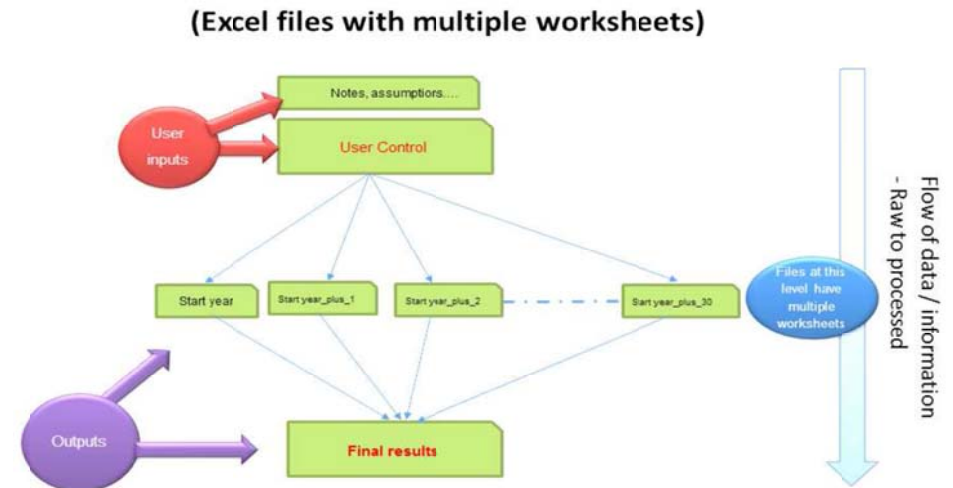 (Excel files with multiple worksheets)
Notes, assumptiors....
User
inputs
User Control
Flow of data / information
- Raw to processed
Start year
Start year_plus_1
Start year_plus_2
Start year_plus_30
Files at this
level have
multiple
worksheets
Outputs
Final results